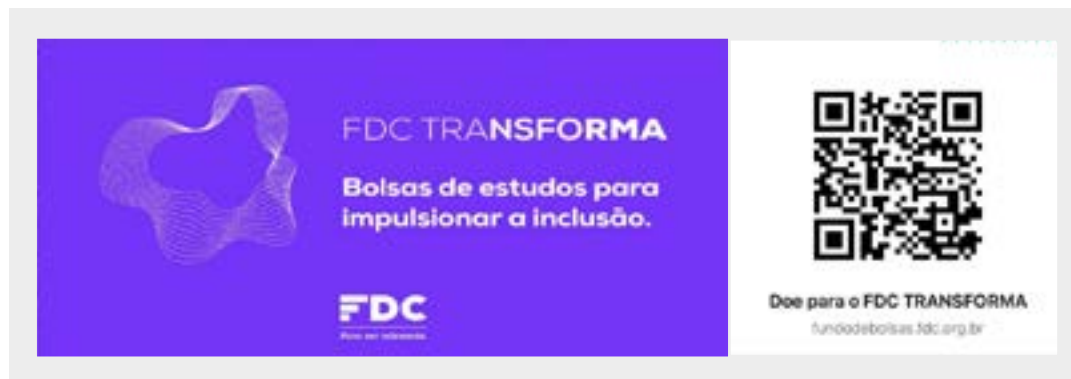 FDC TRANSFORMA
Bolsas de estudos para
impulsionar a inclusão.
FDC
Doe para o FDC TRANSFORMA
fundodebolsas.fdc.org.br